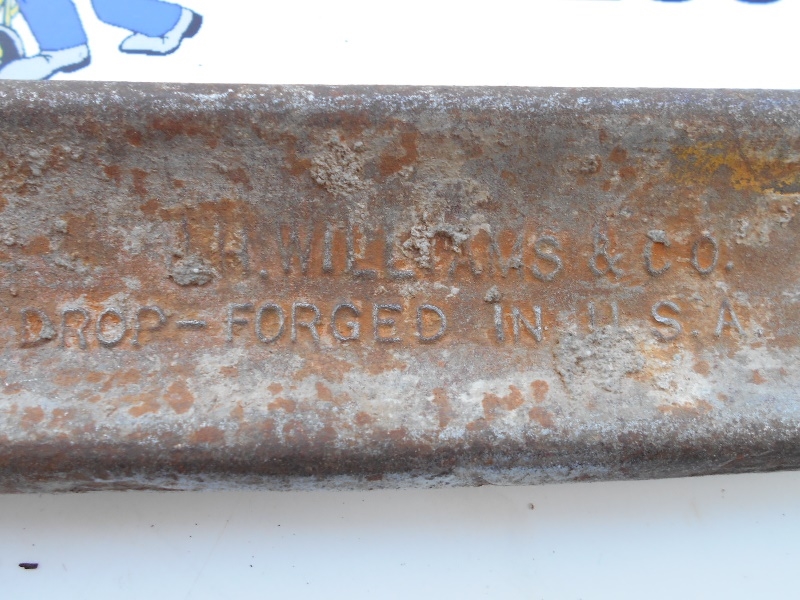 J.H. WILLIAMS & CO.
DROP-FORGED IN U.S.A.